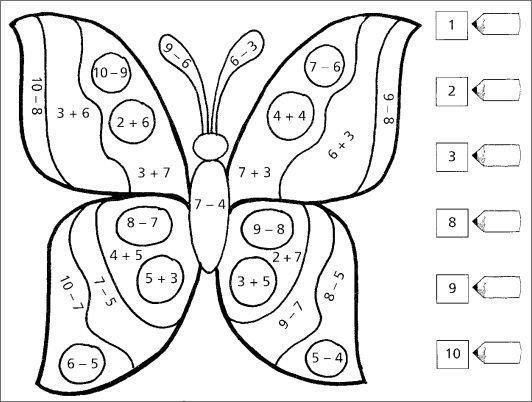 9 – 6
6 – 3
10 – 9
7 – 6
10 – 8
3 + 6
2 + 6
4 + 4
9 – 8
6 + 3
3 + 7
7 + 3
7 – 4
8 – 7
9 – 8
4 + 5
2 + 7
5 + 3
3 + 5
10 – 7
7 – 5
9 – 7
8 – 5
6 – 5
5 – 4
1
2
3
8
9
10